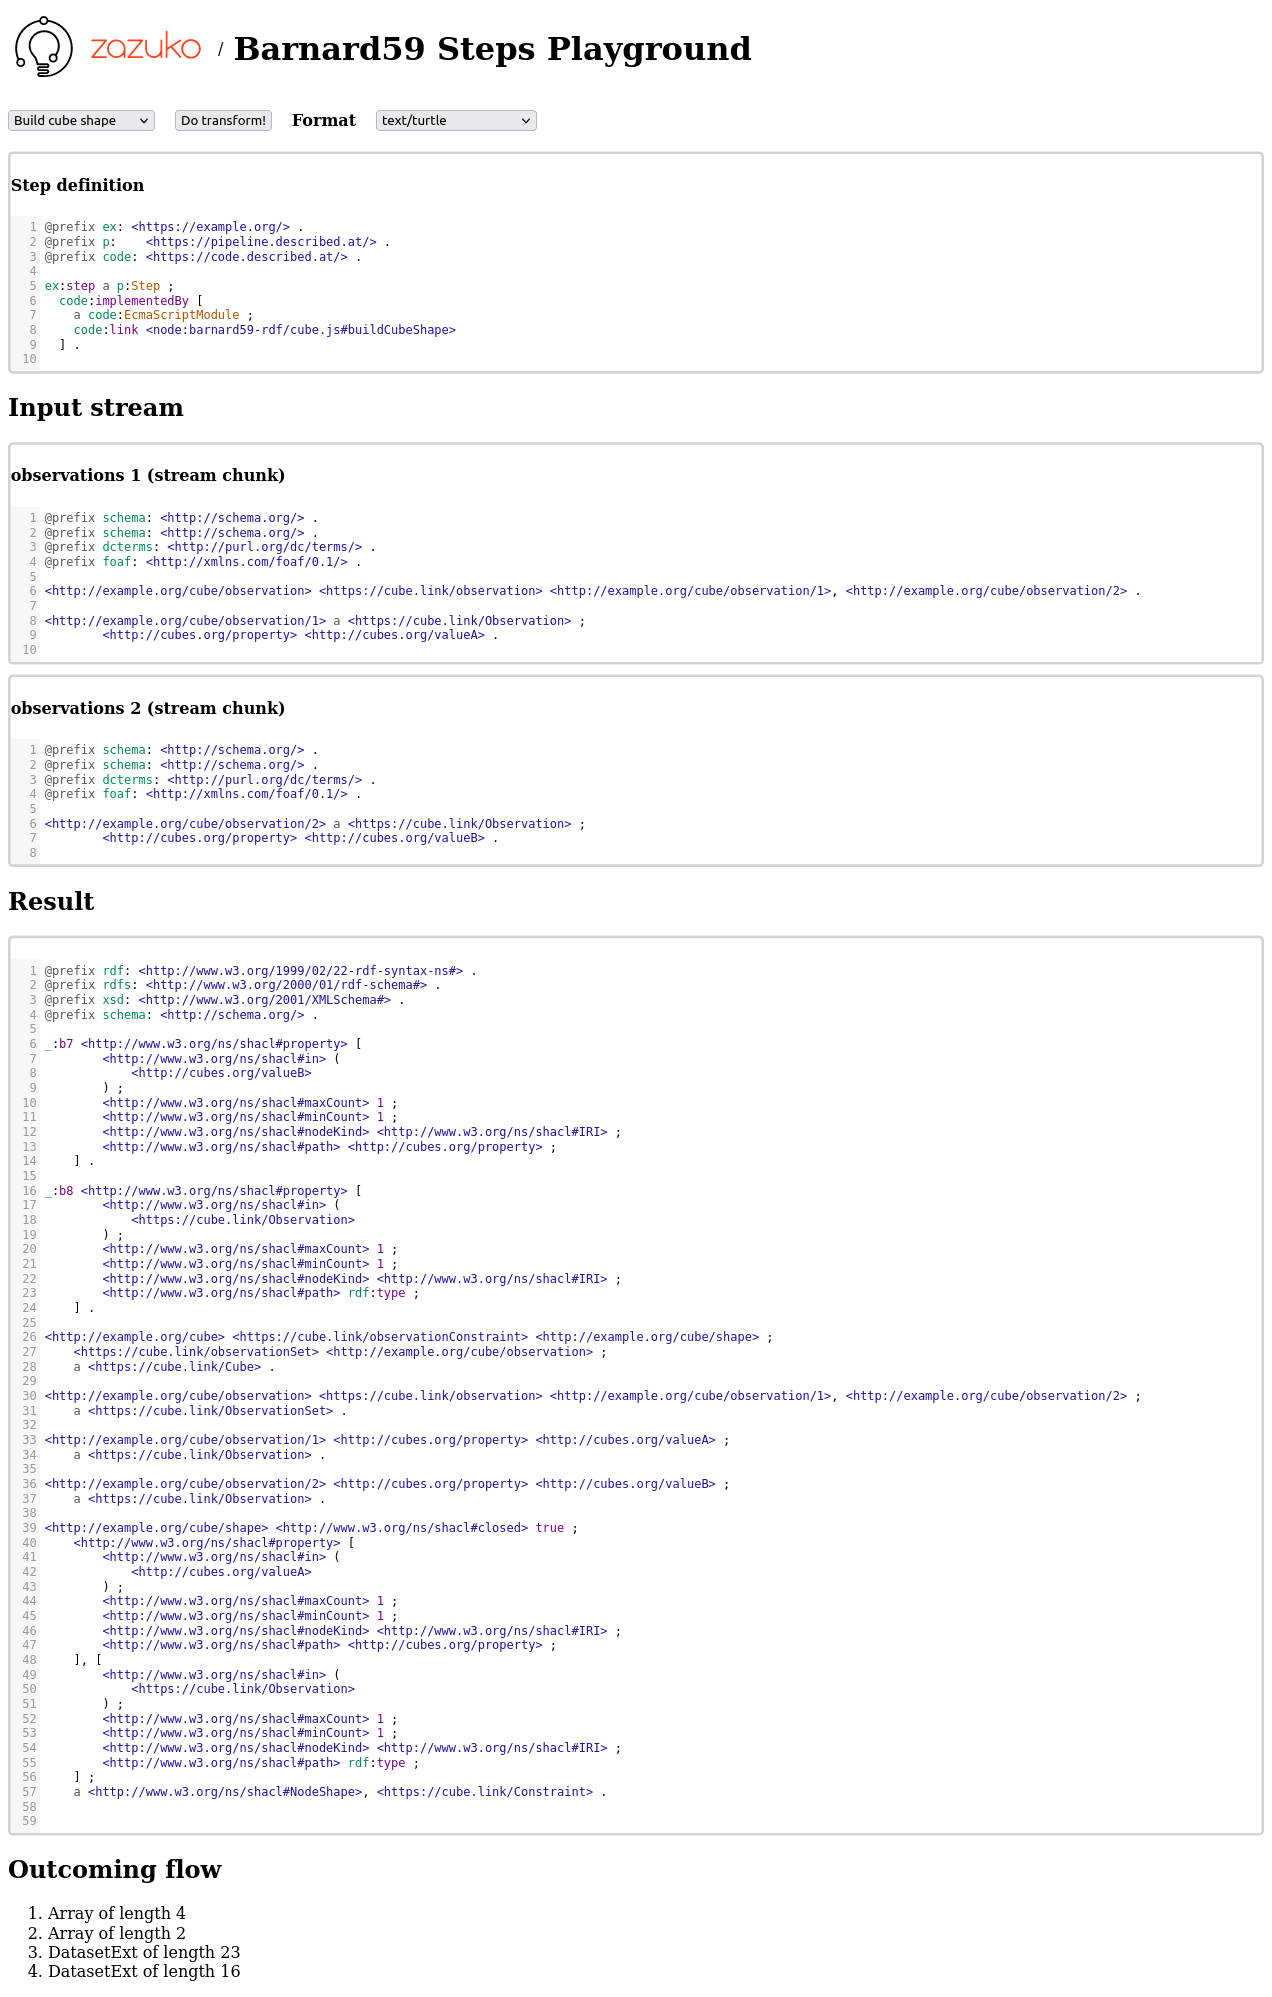 zazuko / Barnard59 Steps Playground
Build cube shape Do transform! Format text/turtle
Step definition
1 @prefix ex: <https://example.org/> .
2 @prefix p:    <https://pipeline.described.at/> .
3 @prefix code: <https://code.described.at/> .
4
5 ex:step a p:Step ;
6   code:implementedBy [
7     a code:EcmaScriptModule ;
8     code:link <node:barnard59-rdf/cube.js#buildCubeShape>
9   ] .
10
Input stream
observations 1 (stream chunk)
1 @prefix schema: <http://schema.org/> .
2 @prefix schema: <http://schema.org/> .
3 @prefix dcterms: <http://purl.org/dc/terms/> .
4 @prefix foaf: <http://xmlns.com/foaf/0.1/> .
5
6 <http://example.org/cube/observation> <https://cube.link/observation> <http://example.org/cube/observation/1>, <http://example.org/cube/observation/2> .
7
8 <http://example.org/cube/observation/1> a <https://cube.link/Observation> ;
9         <http://cubes.org/property> <http://cubes.org/valueA> .
10
observations 2 (stream chunk)
1 @prefix schema: <http://schema.org/> .
2 @prefix schema: <http://schema.org/> .
3 @prefix dcterms: <http://purl.org/dc/terms/> .
4 @prefix foaf: <http://xmlns.com/foaf/0.1/> .
5
6 <http://example.org/cube/observation/2> a <https://cube.link/Observation> ;
7         <http://cubes.org/property> <http://cubes.org/valueB> .
8
Result
1 @prefix rdf: <http://www.w3.org/1999/02/22-rdf-syntax-ns#> .
2 @prefix rdfs: <http://www.w3.org/2000/01/rdf-schema#> .
3 @prefix xsd: <http://www.w3.org/2001/XMLSchema#> .
4 @prefix schema: <http://schema.org/> .
5
6 _:b7 <http://www.w3.org/ns/shacl#property> [
7         <http://www.w3.org/ns/shacl#in> (
8             <http://cubes.org/valueB>
9         ) ;
10         <http://www.w3.org/ns/shacl#maxCount> 1 ;
11         <http://www.w3.org/ns/shacl#minCount> 1 ;
12         <http://www.w3.org/ns/shacl#nodeKind> <http://www.w3.org/ns/shacl#IRI> ;
13         <http://www.w3.org/ns/shacl#path> <http://cubes.org/property> ;
14     ] .
15
16 _:b8 <http://www.w3.org/ns/shacl#property> [
17         <http://www.w3.org/ns/shacl#in> (
18             <https://cube.link/Observation>
19         ) ;
20         <http://www.w3.org/ns/shacl#maxCount> 1 ;
21         <http://www.w3.org/ns/shacl#minCount> 1 ;
22         <http://www.w3.org/ns/shacl#nodeKind> <http://www.w3.org/ns/shacl#IRI> ;
23         <http://www.w3.org/ns/shacl#path> rdf:type ;
24     ] .
25
26 <http://example.org/cube> <https://cube.link/observationConstraint> <http://example.org/cube/shape> ;
27     <https://cube.link/observationSet> <http://example.org/cube/observation> ;
28     a <https://cube.link/Cube> .
29
30 <http://example.org/cube/observation> <https://cube.link/observation> <http://example.org/cube/observation/1>, <http://example.org/cube/observation/2> ;
31     a <https://cube.link/ObservationSet> .
32
33 <http://example.org/cube/observation/1> <http://cubes.org/property> <http://cubes.org/valueA> ;
34     a <https://cube.link/Observation> .
35
36 <http://example.org/cube/observation/2> <http://cubes.org/property> <http://cubes.org/valueB> ;
37     a <https://cube.link/Observation> .
38
39 <http://example.org/cube/shape> <http://www.w3.org/ns/shacl#closed> true ;
40     <http://www.w3.org/ns/shacl#property> [
41         <http://www.w3.org/ns/shacl#in> (
42             <http://cubes.org/valueA>
43         ) ;
44         <http://www.w3.org/ns/shacl#maxCount> 1 ;
45         <http://www.w3.org/ns/shacl#minCount> 1 ;
46         <http://www.w3.org/ns/shacl#nodeKind> <http://www.w3.org/ns/shacl#IRI> ;
47         <http://www.w3.org/ns/shacl#path> <http://cubes.org/property> ;
48     ], [
49         <http://www.w3.org/ns/shacl#in> (
50             <https://cube.link/Observation>
51         ) ;
52         <http://www.w3.org/ns/shacl#maxCount> 1 ;
53         <http://www.w3.org/ns/shacl#minCount> 1 ;
54         <http://www.w3.org/ns/shacl#nodeKind> <http://www.w3.org/ns/shacl#IRI> ;
55         <http://www.w3.org/ns/shacl#path> rdf:type ;
56     ] ;
57     a <http://www.w3.org/ns/shacl#NodeShape>, <https://cube.link/Constraint> .
58
59
Outcoming flow
1. Array of length 4
2. Array of length 2
3. DatasetExt of length 23
4. DatasetExt of length 16